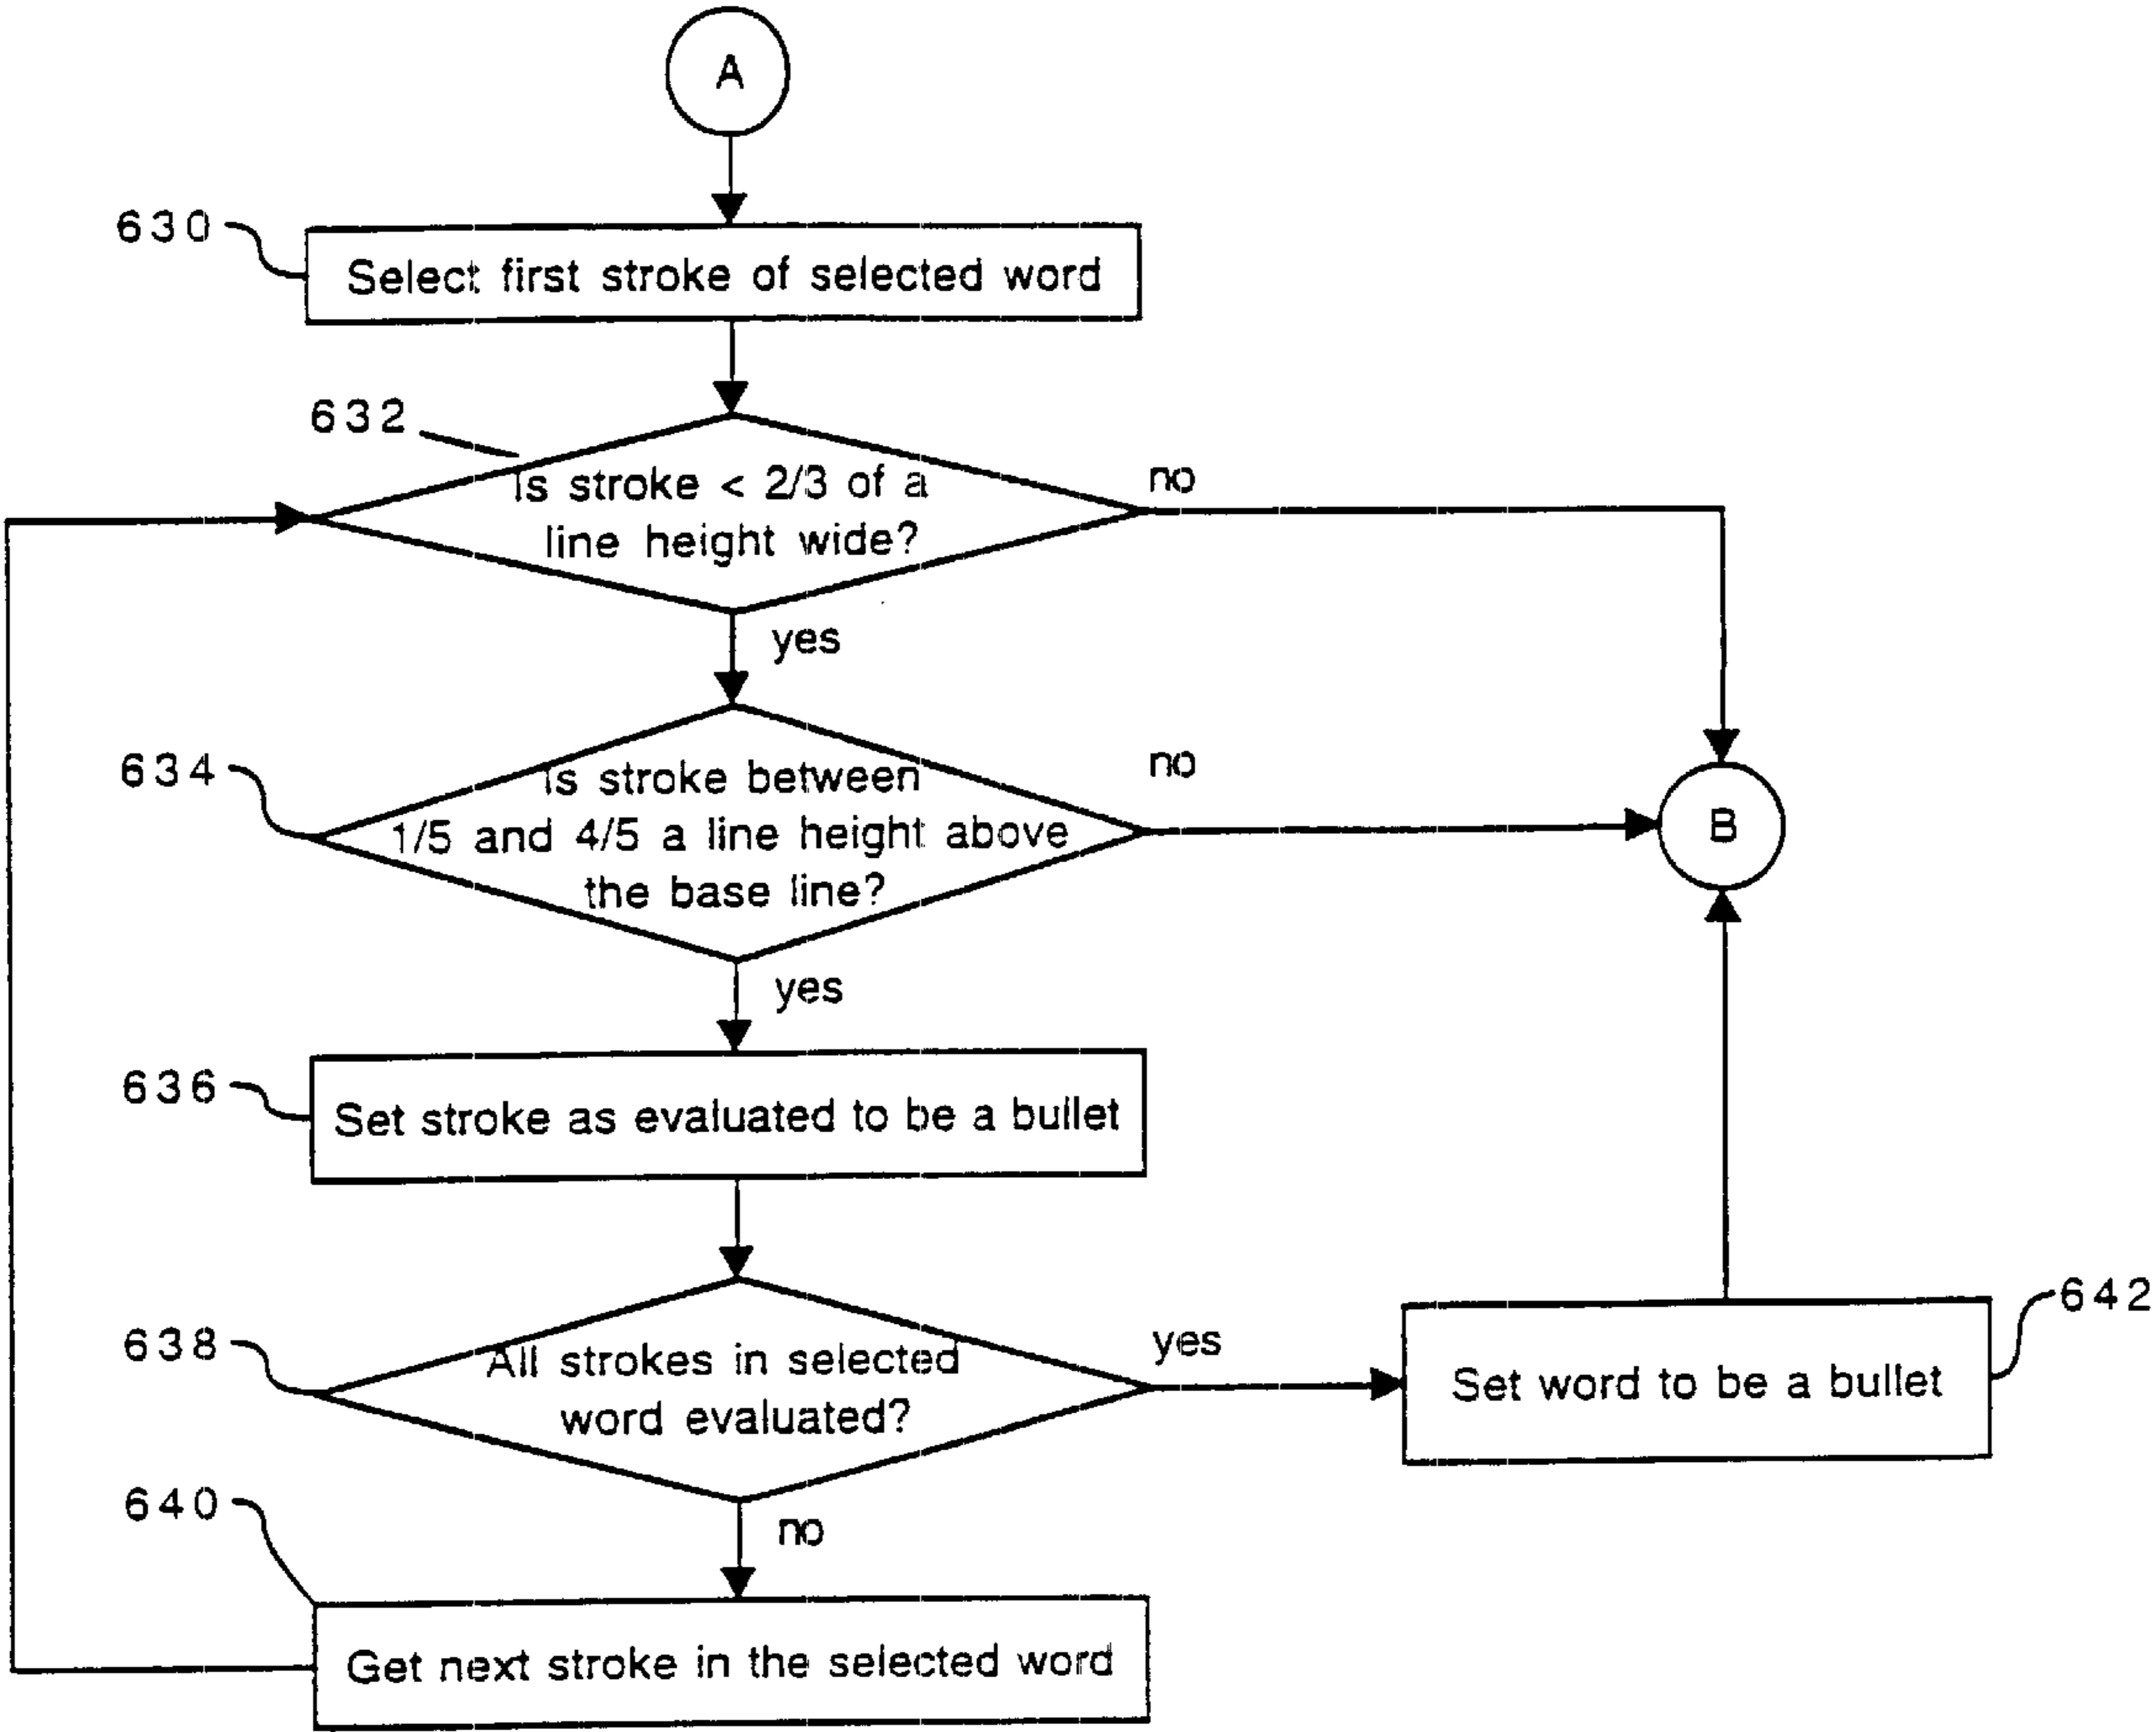 A
630
Select first stroke of selected word
632
Is stroke < 2/3 of a
line height wide?
no
yes
634
Is stroke between
1/5 and 4/5 a line height above
the base line?
no
B
yes
636
Set stroke as evaluated to be a bullet
638
All strokes in selected
word evaluated?
yes
642
Set word to be a bullet
no
640
Get next stroke in the selected word